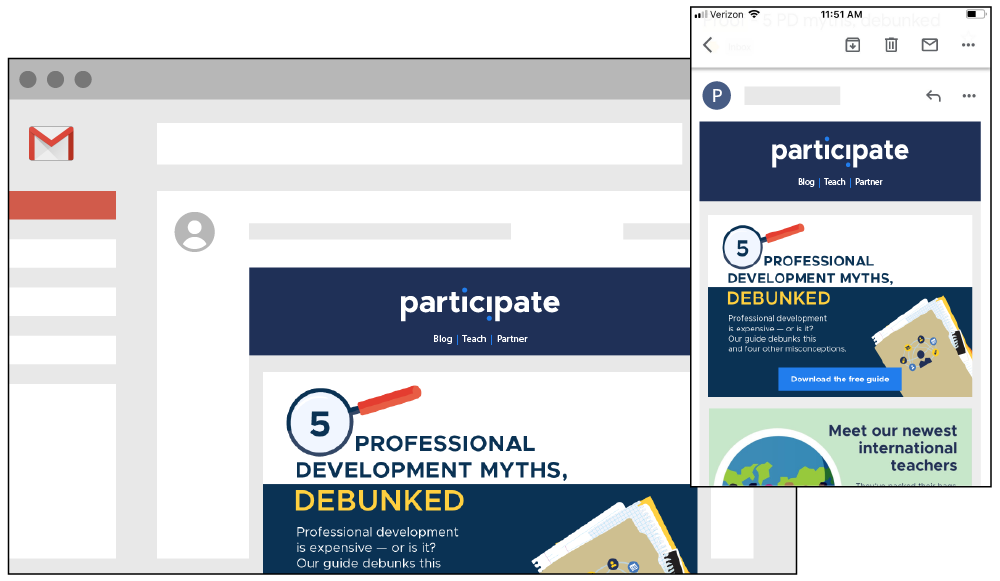 participate
Blog | Teach | Partner
5
PROFESSIONAL
DEVELOPMENT MYTHS,
DEBUNKED
Professional development
is expensive — or is it?
Our guide debunks this
Verizon 11:51 AM
5 PD myths, debunked
P
participate
Blog | Teach | Partner
5
PROFESSIONAL
DEVELOPMENT MYTHS,
DEBUNKED
Professional development
is expensive — or is it?
Our guide debunks this
and four other misconceptions.
Download the free guide
Meet our newest
international
teachers